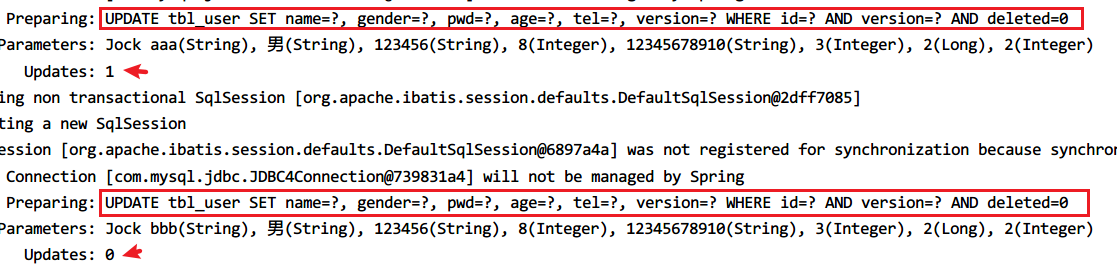 Preparing: UPDATE tbl_user SET name=?, gender=?, pwd=?, age=?, tel=?, version=? WHERE id=? AND version=? AND deleted=0
Parameters: Jock aaa(String), 男(String), 123456(String), 8(Integer), 12345678910(String), 3(Integer), 2(Long), 2(Integer)
Updates: 1
ing non transactional SqlSession [org.apache.ibatis.session.defaults.DefaultSqlSession@2dff7085]
ting a new SqlSession
ession [org.apache.ibatis.session.defaults.DefaultSqlSession@6897a4a] was not registered for synchronization because synchron
Connection [com.mysql.jdbc.JDBC4Connection@739831a4] will not be managed by Spring
Preparing: UPDATE tbl_user SET name=?, gender=?, pwd=?, age=?, tel=?, version=? WHERE id=? AND version=? AND deleted=0
Parameters: Jock bbb(String), 男(String), 123456(String), 8(Integer), 12345678910(String), 3(Integer), 2(Long), 2(Integer)
Updates: 0